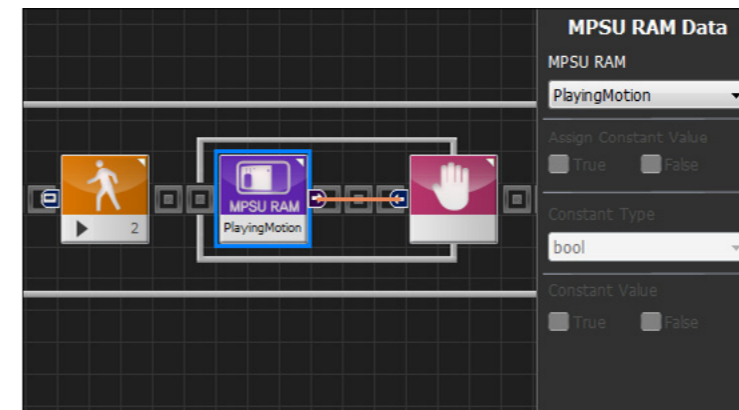 MPSU RAM Data
MPSU RAM
PlayingMotion
Assign Constant Value
True False
Constant Type
bool
Constant Value
True False
2
MPSU RAM
PlayingMotion